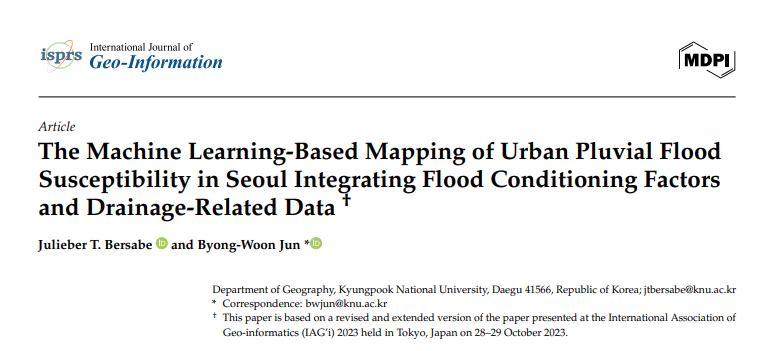 International Journal of
isprs Geo-Information
MDPI
Article
The Machine Learning-Based Mapping of Urban Pluvial Flood
Susceptibility in Seoul Integrating Flood Conditioning Factors
and Drainage-Related Data †
Julieber T. Bersabe iD and Byong-Woon Jun * iD
Department of Geography, Kyungpook National University, Daegu 41566, Republic of Korea; jtbersabe@knu.ac.kr
* Correspondence: bwjun@knu.ac.kr
† This paper is based on a revised and extended version of the paper presented at the International Association of
Geo-informatics (IAG’i) 2023 held in Tokyo, Japan on 28–29 October 2023.